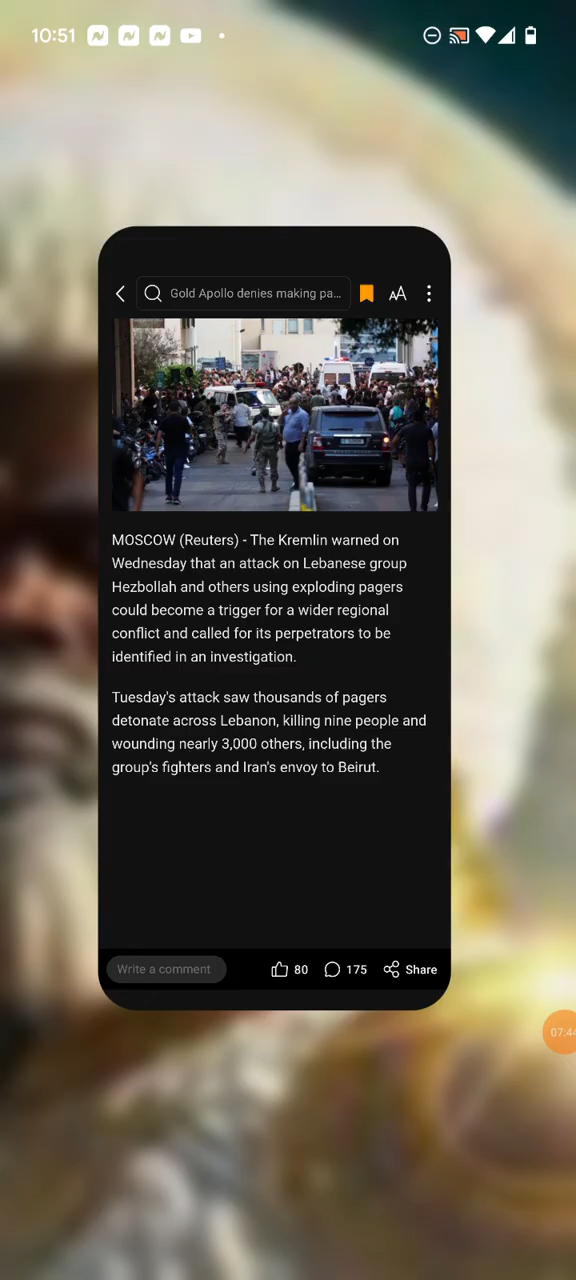 10:51
Gold Apollo denies making pa...
MOSCOW (Reuters) - The Kremlin warned on
Wednesday that an attack on Lebanese group
Hezbollah and others using exploding pagers
could become a trigger for a wider regional
conflict and called for its perpetrators to be
identified in an investigation.
Tuesday's attack saw thousands of pagers
detonate across Lebanon, killing nine people and
wounding nearly 3,000 others, including the
group's fighters and Iran's envoy to Beirut.
Write a comment 80 175 Share
07:44